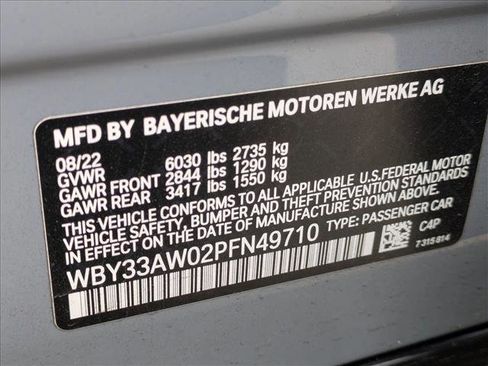 MFD BY BAYERISCHE MOTOREN WERKE AG
08/22 6030 lbs 2735 kg
GVWR
GAWR FRONT 2844 lbs 1290 kg
GAWR REAR 3417 lbs 1550 kg
THIS VEHICLE CONFORMS TO ALL APPLICABLE U.S.FEDERAL MOTOR
VEHICLE SAFETY, BUMPER AND THEFT PREVENTION STANDARDS
IN EFFECT ON THE DATE OF MANUFACTURE SHOWN ABOVE.
WBY33AW02PFN49710 TYPE: PASSENGER CAR
C4P
7315814